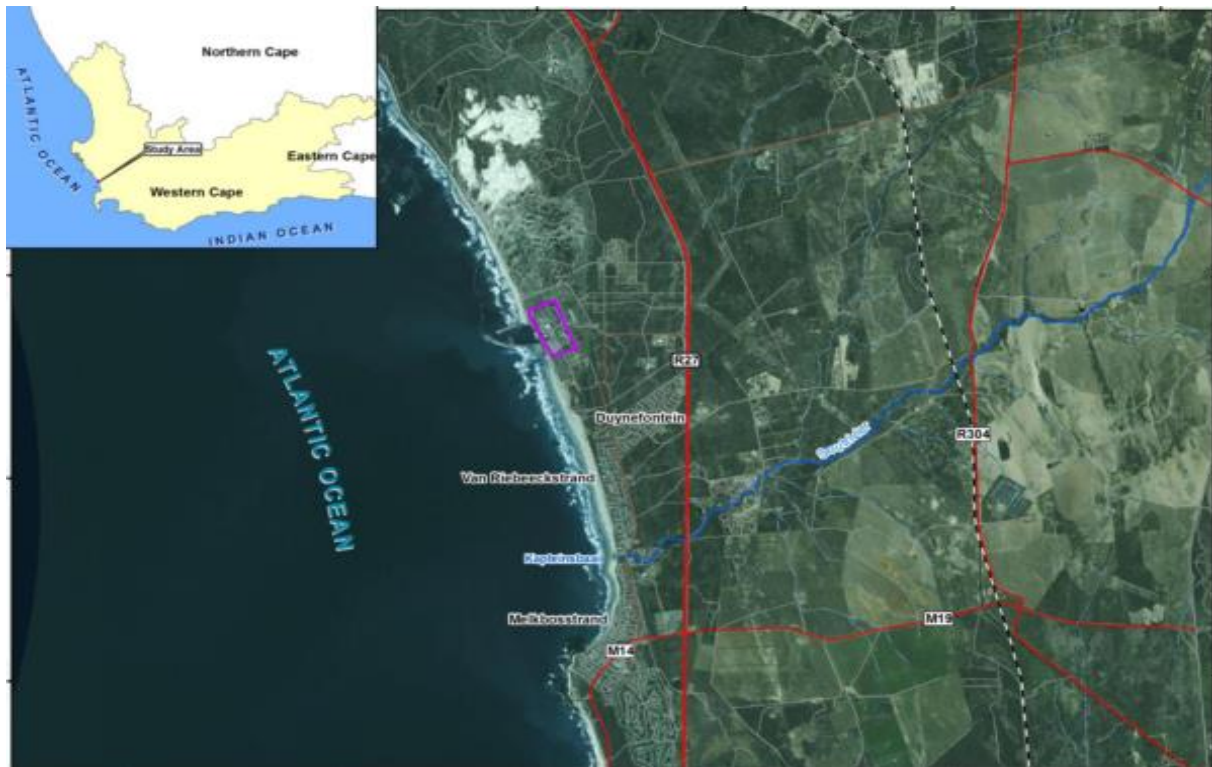 Northern Cape
ATLANTIC OCEAN
Study Area
Eastern Cape
Western Cape
INDIAN OCEAN
R27
ATLANTIC OCEAN
Duynefontein
R304
Van Riebeeckstrand
Melkbosstrand
M19
M14